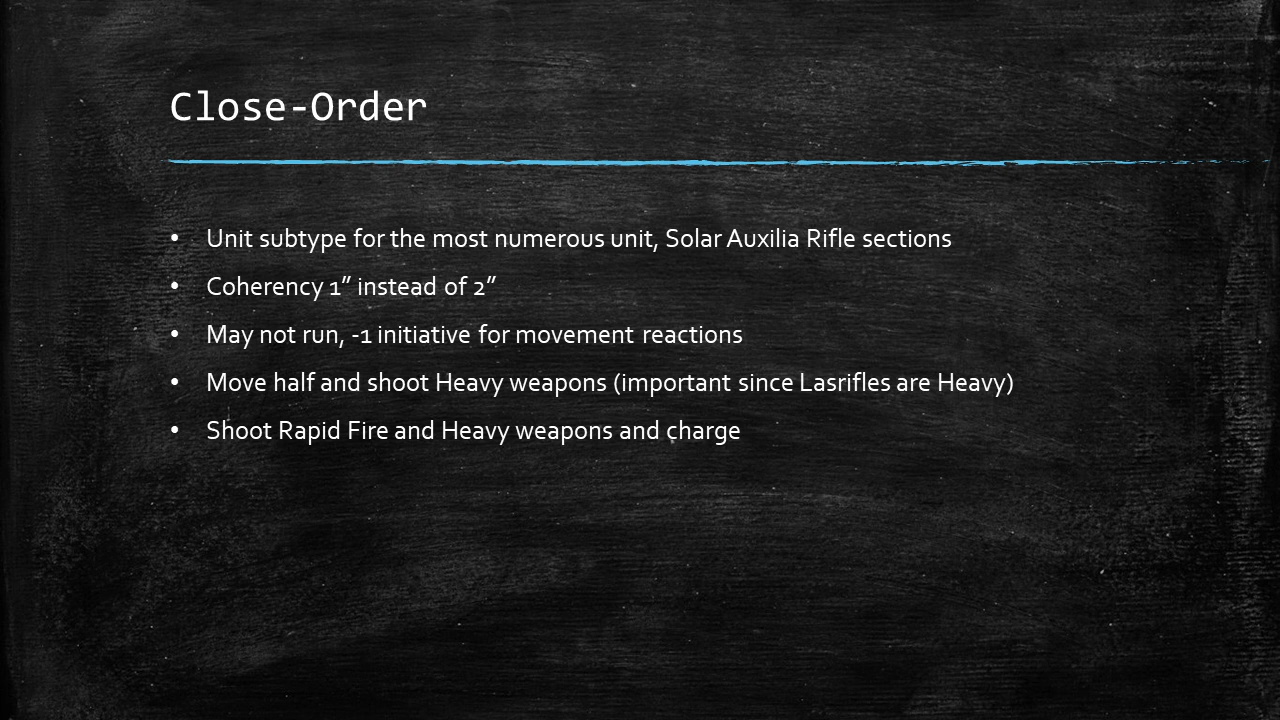 Close-Order
• Unit subtype for the most numerous unit, Solar Auxilia Rifle sections
• Coherency 1” instead of 2”
• May not run, -1 initiative for movement reactions
• Move half and shoot Heavy weapons (important since Lasrifles are Heavy)
• Shoot Rapid Fire and Heavy weapons and charge